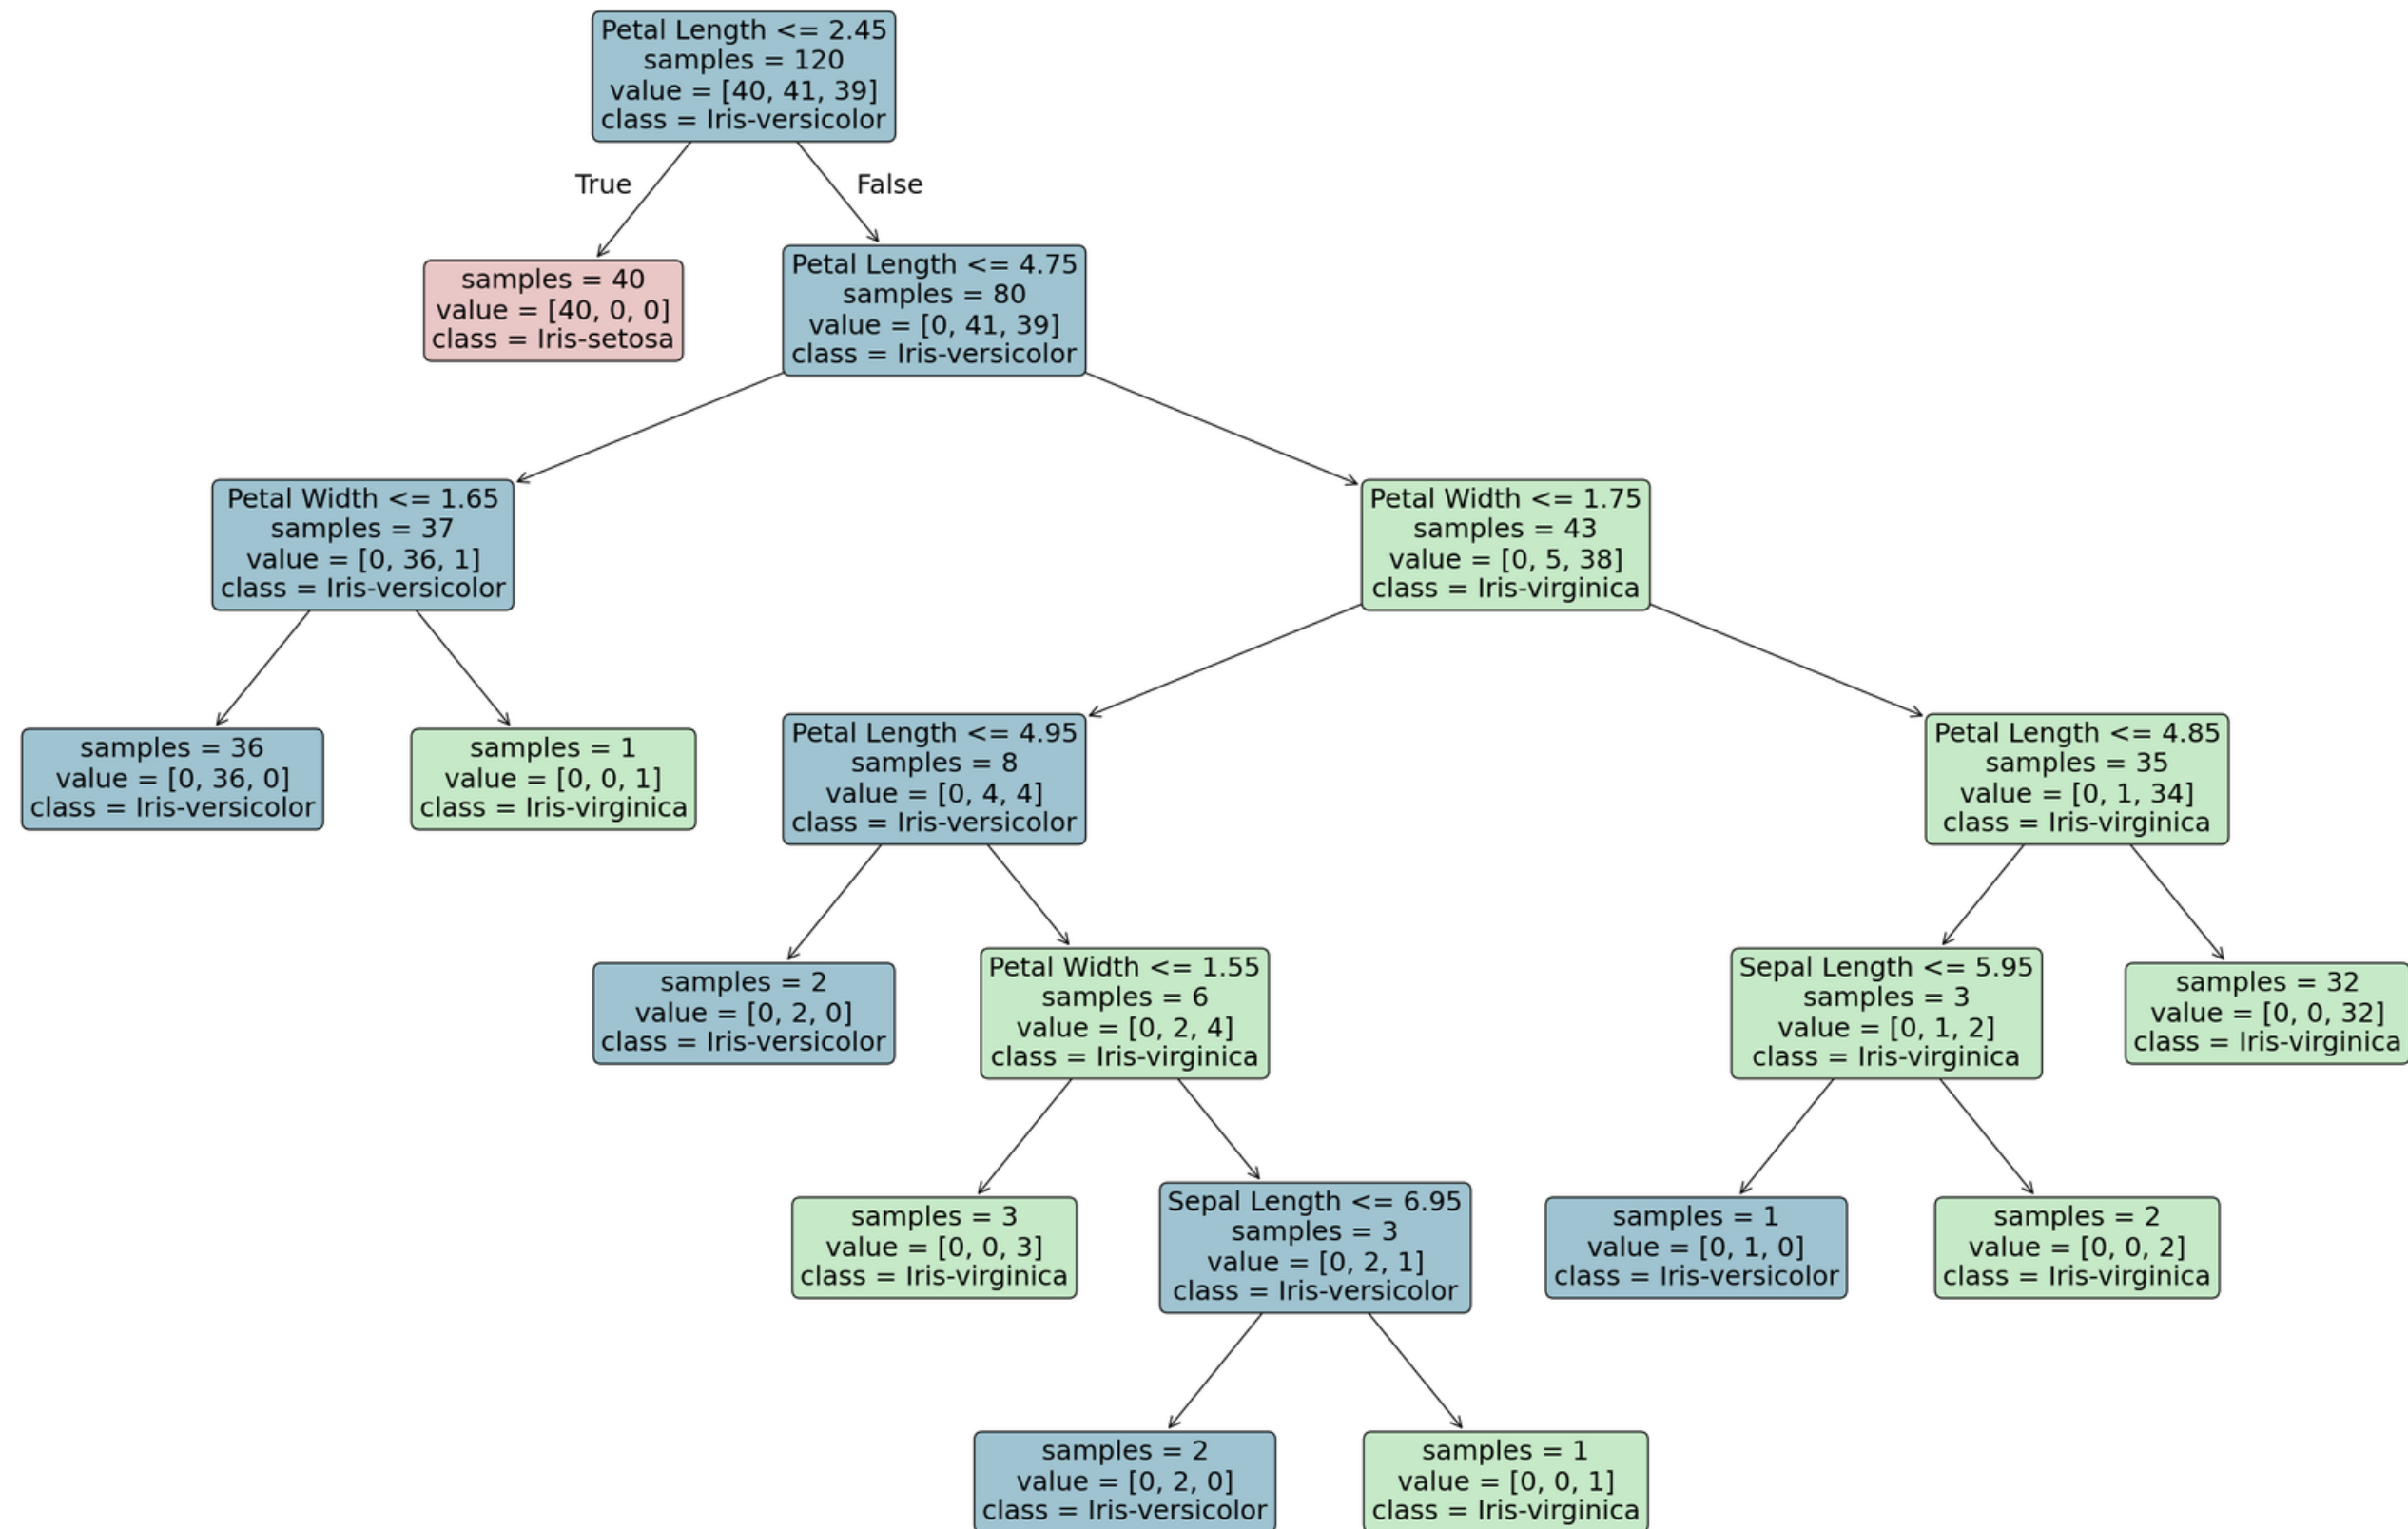 Petal Length <= 2.45
samples = 120
value = [40, 41, 39]
class = Iris-versicolor
True
False
samples = 40
value = [40, 0, 0]
class = Iris-setosa
Petal Length <= 4.75
samples = 80
value = [0, 41, 39]
class = Iris-versicolor
Petal Width <= 1.65
samples = 37
value = [0, 36, 1]
class = Iris-versicolor
Petal Width <= 1.75
samples = 43
value = [0, 5, 38]
class = Iris-virginica
samples = 36
value = [0, 36, 0]
class = Iris-versicolor
samples = 1
value = [0, 0, 1]
class = Iris-virginica
Petal Length <= 4.95
samples = 8
value = [0, 4, 4]
class = Iris-versicolor
Petal Length <= 4.85
samples = 35
value = [0, 1, 34]
class = Iris-virginica
samples = 2
value = [0, 2, 0]
class = Iris-versicolor
Petal Width <= 1.55
samples = 6
value = [0, 2, 4]
class = Iris-virginica
Sepal Length <= 5.95
samples = 3
value = [0, 1, 2]
class = Iris-virginica
samples = 32
value = [0, 0, 32]
class = Iris-virginica
samples = 3
value = [0, 0, 3]
class = Iris-virginica
Sepal Length <= 6.95
samples = 3
value = [0, 2, 1]
class = Iris-versicolor
samples = 1
value = [0, 1, 0]
class = Iris-versicolor
samples = 2
value = [0, 0, 2]
class = Iris-virginica
samples = 2
value = [0, 2, 0]
class = Iris-versicolor
samples = 1
value = [0, 0, 1]
class = Iris-virginica